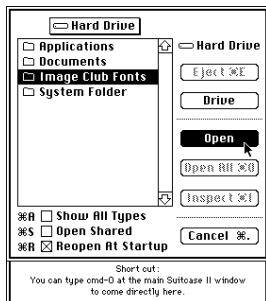 Hard Drive
Applications
Documents
Image Club Fonts
System Folder
Hard Drive
Eject ⌘E
Drive
Open
Open All ⌘O
Inspect ⌘I
Cancel ⌘.
⌘A Show All Types
⌘S Open Shared
⌘R Reopen At Startup
Short cut:
You can type cmd-O at the main Suitcase II window
to come directly here.